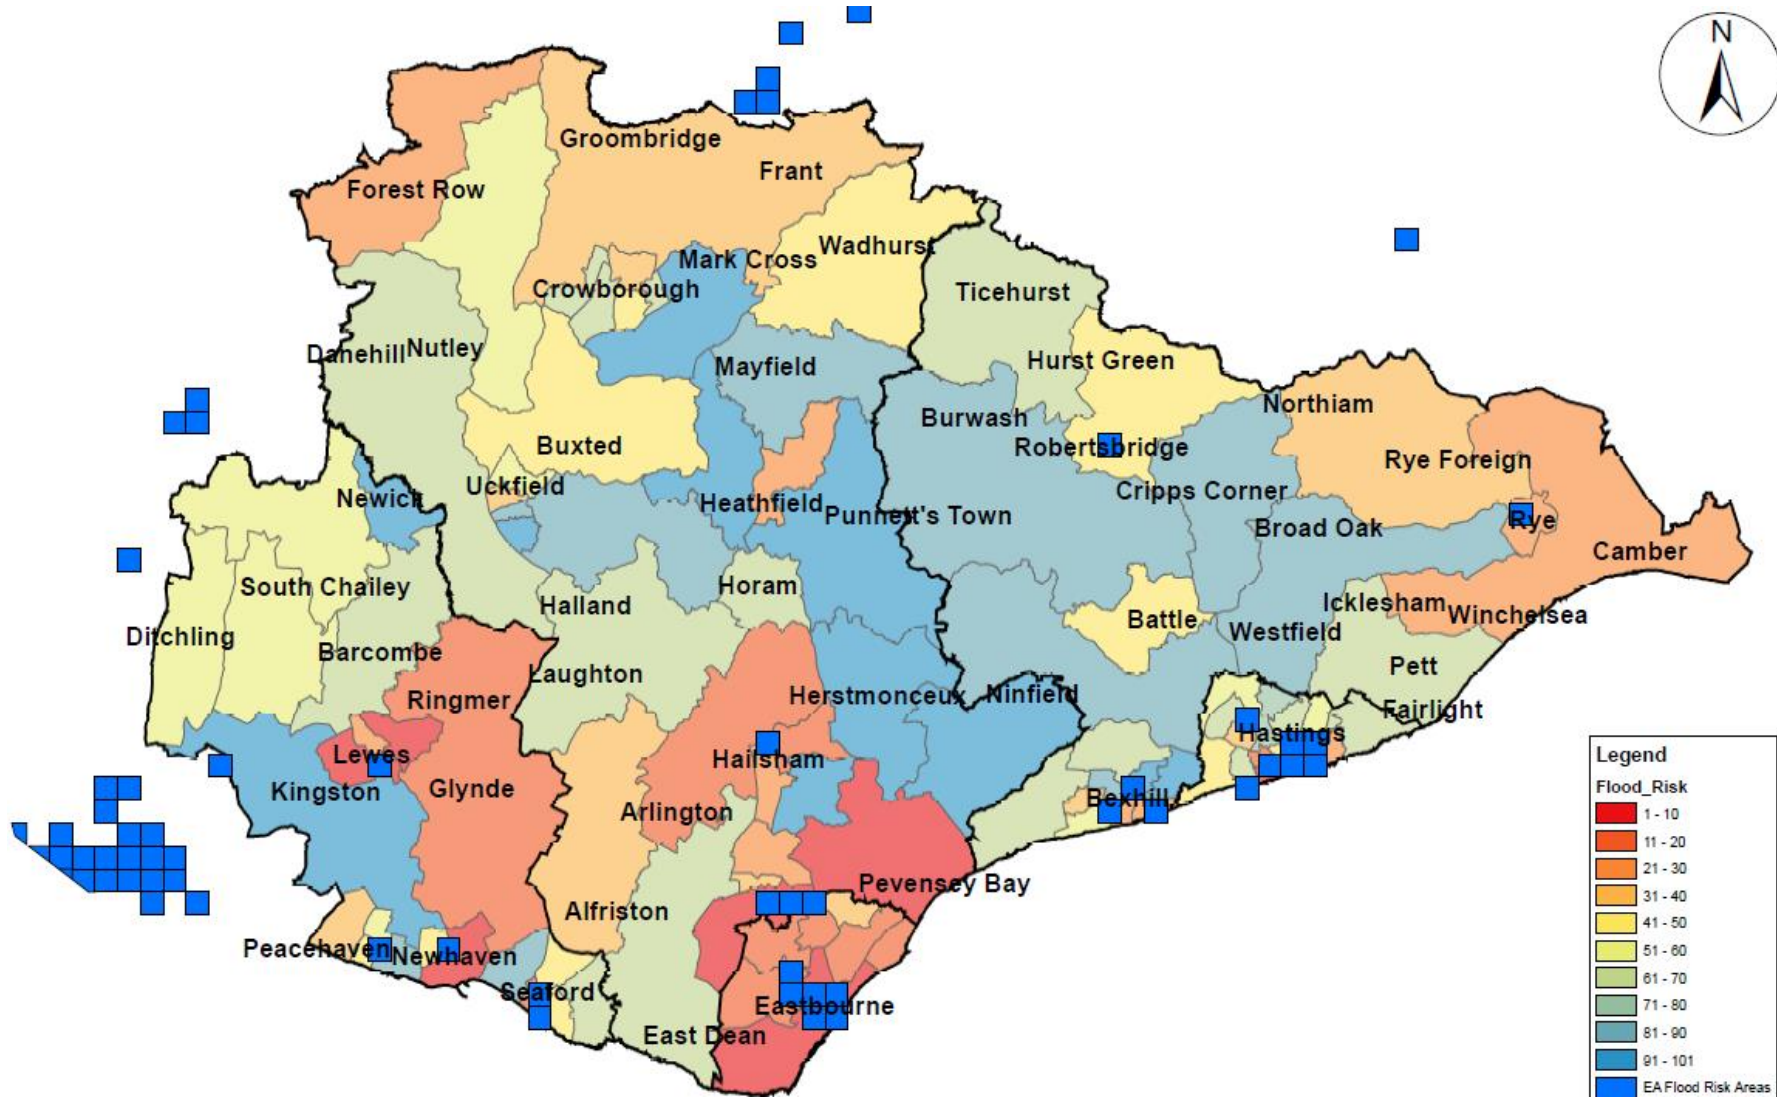 N
Groombridge
Frant
Forest Row
Wadhurst
Mark Cross
Crowborough
Ticehurst
Danehill
Nutley
Hurst Green
Mayfield
Northiam
Burwash
Buxted
Robertsbridge
Rye Foreign
Uckfield
Newick
Cripps Corner
Heathfield
Punnett's Town
Broad Oak
Rye
Camber
South Chailey
Horam
Halland
Icklesham
Winchelsea
Ditchling
Battle
Westfield
Barcombe
Pett
Laughton
Ringmer
Herstmonceux
Ninfield
Fairlight
Hastings
Lewes
Hailsham
Kingston
Glynde
Bexhill
Arlington
Pevensey Bay
Alfriston
Peacehaven
Newhaven
Seaford
Eastbourne
East Dean
Legend
Flood_Risk
1 - 10
11 - 20
21 - 30
31 - 40
41 - 50
51 - 60
61 - 70
71 - 80
81 - 90
91 - 101
EA Flood Risk Areas